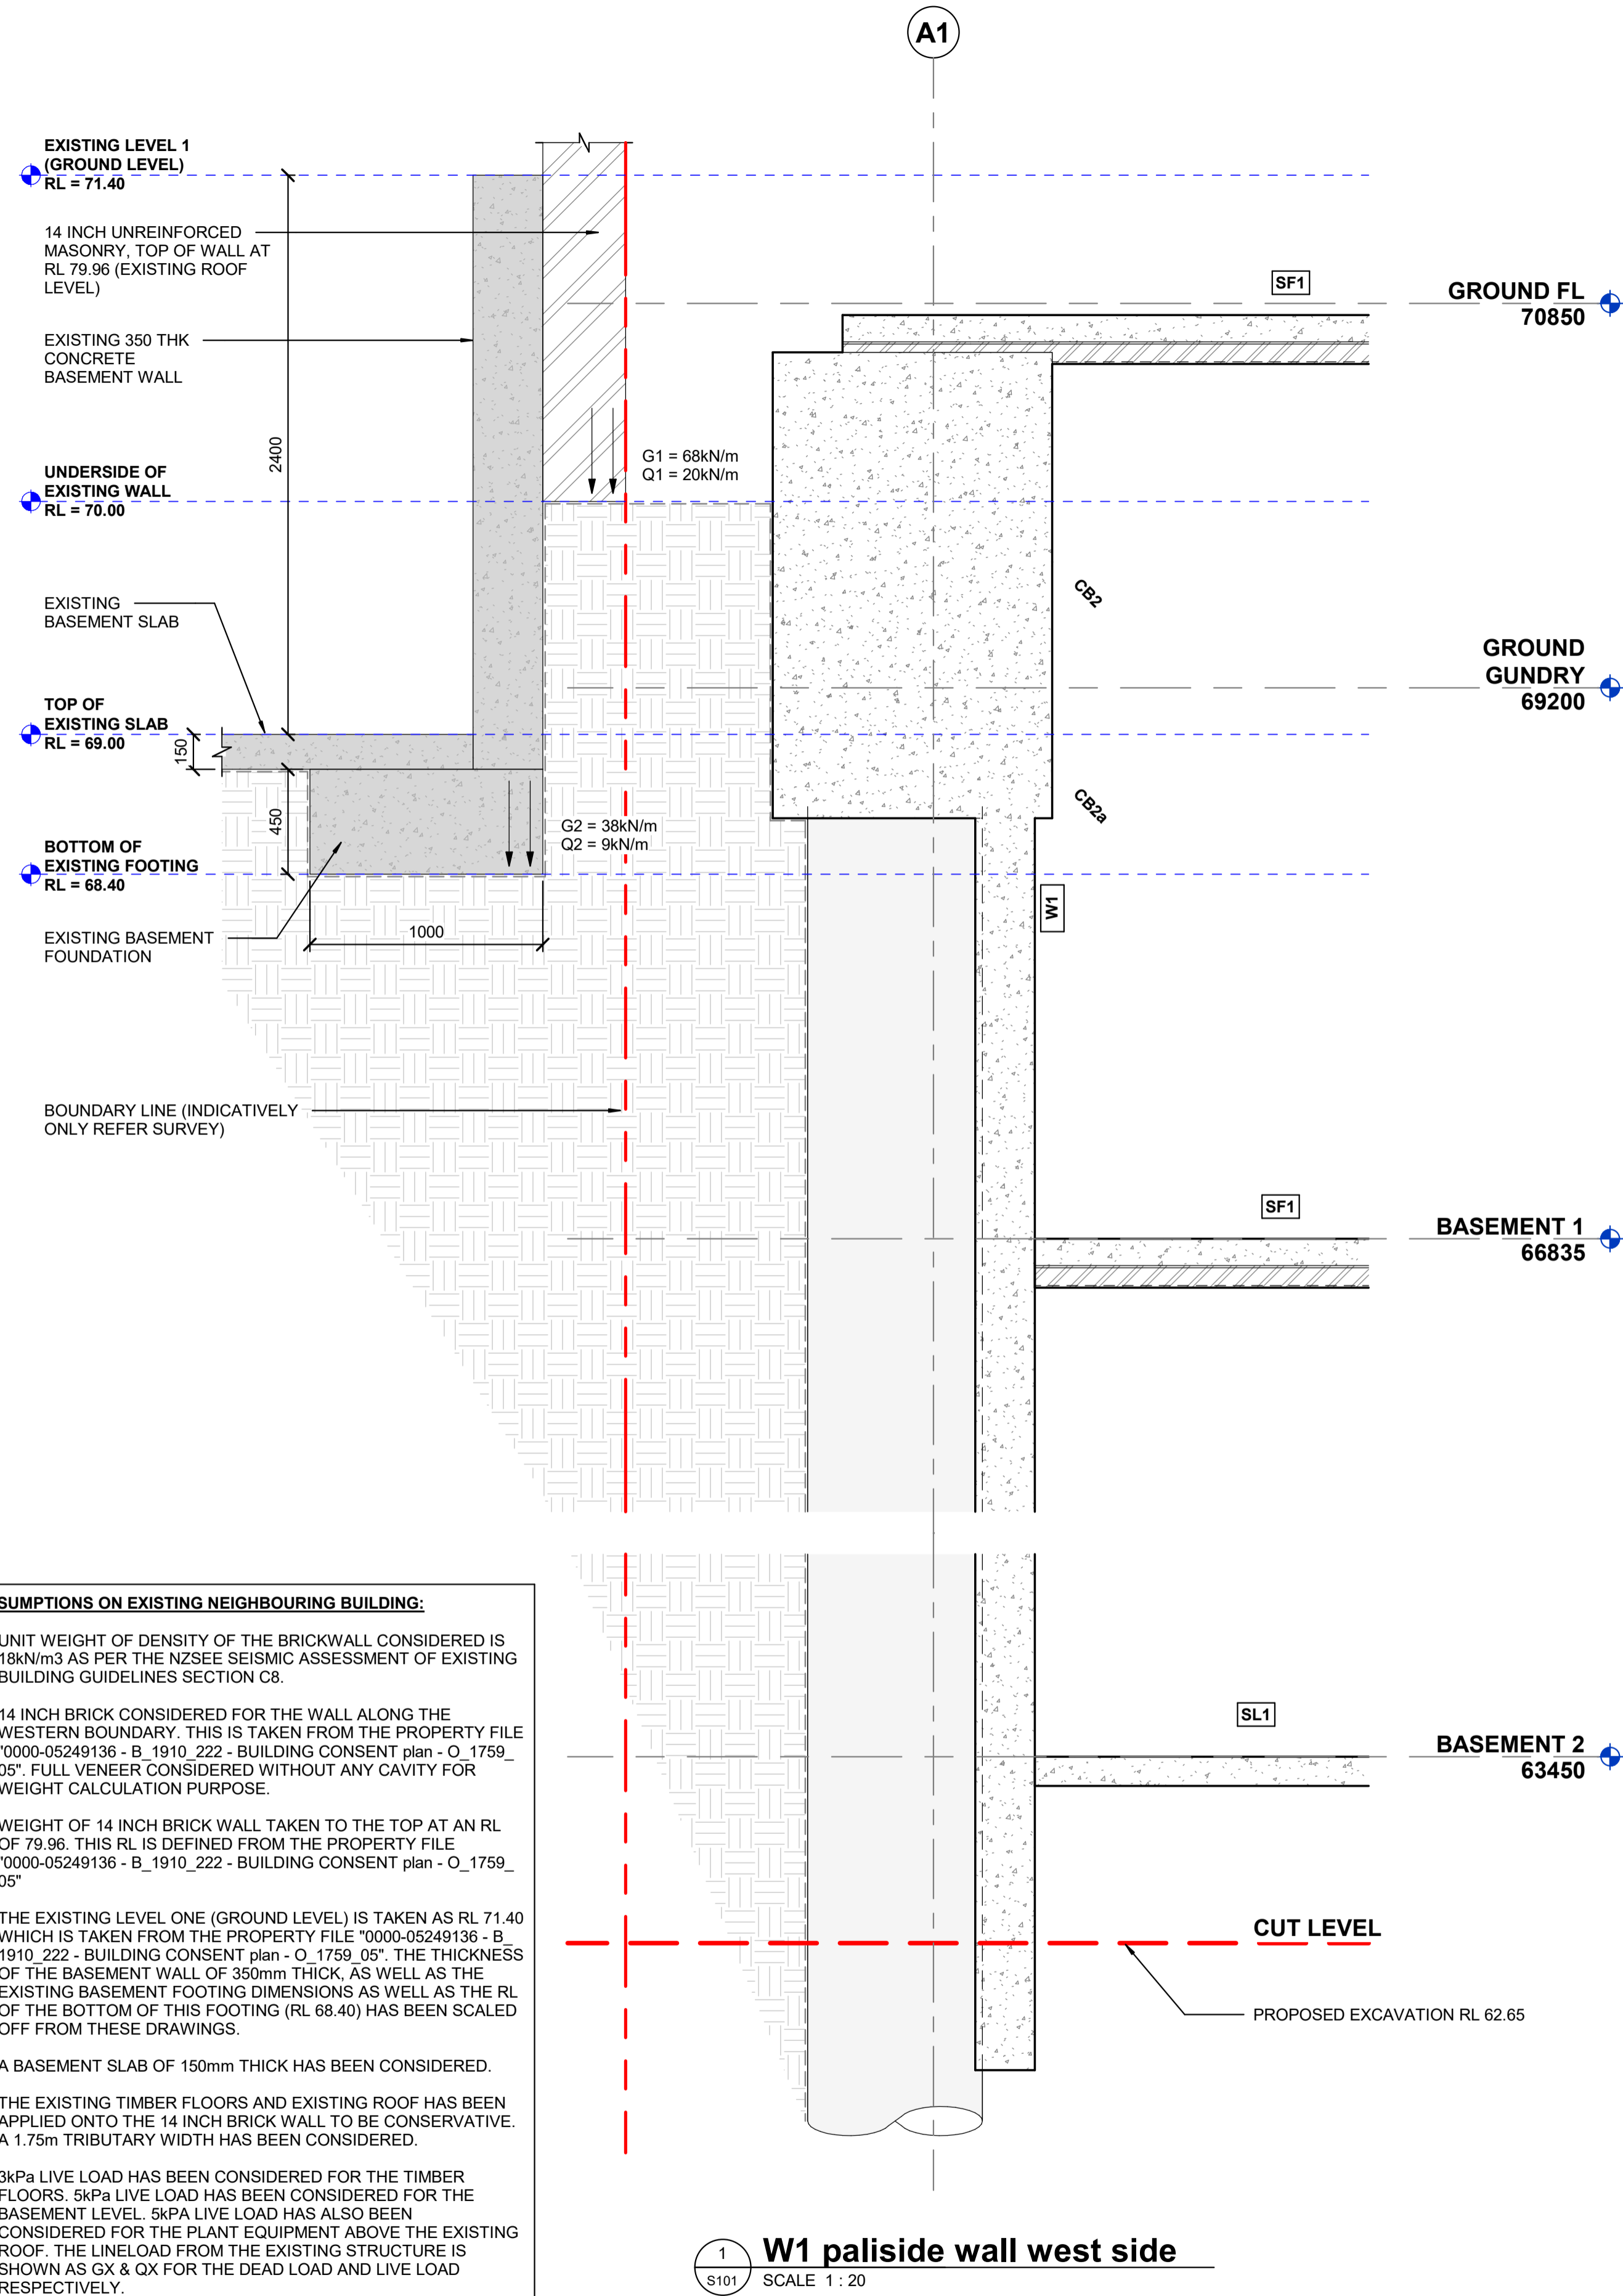 A1
EXISTING LEVEL 1
(GROUND LEVEL)
RL = 71.40
14 INCH UNREINFORCED
MASONRY, TOP OF WALL AT
RL 79.96 (EXISTING ROOF
LEVEL)
EXISTING 350 THK
CONCRETE
BASEMENT WALL
2400
UNDERSIDE OF
EXISTING WALL
RL = 70.00
EXISTING
BASEMENT SLAB
TOP OF
EXISTING SLAB
RL = 69.00
150
450
BOTTOM OF
EXISTING FOOTING
RL = 68.40
EXISTING BASEMENT
FOUNDATION
1000
BOUNDARY LINE (INDICATIVELY
ONLY REFER SURVEY)
G1 = 68kN/m
Q1 = 20kN/m
G2 = 38kN/m
Q2 = 9kN/m
SF1
GROUND FL
70850
CB2
GROUND
GUNDRY
69200
CB2a
W1
SF1
BASEMENT 1
66835
SL1
BASEMENT 2
63450
CUT LEVEL
PROPOSED EXCAVATION RL 62.65
SUMPTIONS ON EXISTING NEIGHBOURING BUILDING:
UNIT WEIGHT OF DENSITY OF THE BRICKWALL CONSIDERED IS
18kN/m3 AS PER THE NZSEE SEISMIC ASSESSMENT OF EXISTING
BUILDING GUIDELINES SECTION C8.
14 INCH BRICK CONSIDERED FOR THE WALL ALONG THE
WESTERN BOUNDARY. THIS IS TAKEN FROM THE PROPERTY FILE
"0000-05249136 - B_1910_222 - BUILDING CONSENT plan - O_1759_
05". FULL VENEER CONSIDERED WITHOUT ANY CAVITY FOR
WEIGHT CALCULATION PURPOSE.
WEIGHT OF 14 INCH BRICK WALL TAKEN TO THE TOP AT AN RL
OF 79.96. THIS RL IS DEFINED FROM THE PROPERTY FILE
"0000-05249136 - B_1910_222 - BUILDING CONSENT plan - O_1759_
05"
THE EXISTING LEVEL ONE (GROUND LEVEL) IS TAKEN AS RL 71.40
WHICH IS TAKEN FROM THE PROPERTY FILE "0000-05249136 - B_
1910_222 - BUILDING CONSENT plan - O_1759_05". THE THICKNESS
OF THE BASEMENT WALL OF 350mm THICK, AS WELL AS THE
EXISTING BASEMENT FOOTING DIMENSIONS AS WELL AS THE RL
OF THE BOTTOM OF THIS FOOTING (RL 68.40) HAS BEEN SCALED
OFF FROM THESE DRAWINGS.
A BASEMENT SLAB OF 150mm THICK HAS BEEN CONSIDERED.
THE EXISTING TIMBER FLOORS AND EXISTING ROOF HAS BEEN
APPLIED ONTO THE 14 INCH BRICK WALL TO BE CONSERVATIVE.
A 1.75m TRIBUTARY WIDTH HAS BEEN CONSIDERED.
3kPa LIVE LOAD HAS BEEN CONSIDERED FOR THE TIMBER
FLOORS. 5kPa LIVE LOAD HAS BEEN CONSIDERED FOR THE
BASEMENT LEVEL. 5kPA LIVE LOAD HAS ALSO BEEN
CONSIDERED FOR THE PLANT EQUIPMENT ABOVE THE EXISTING
ROOF. THE LINELOAD FROM THE EXISTING STRUCTURE IS
SHOWN AS GX & QX FOR THE DEAD LOAD AND LIVE LOAD
RESPECTIVELY.
1
S101
W1 paliside wall west side
SCALE 1 : 20